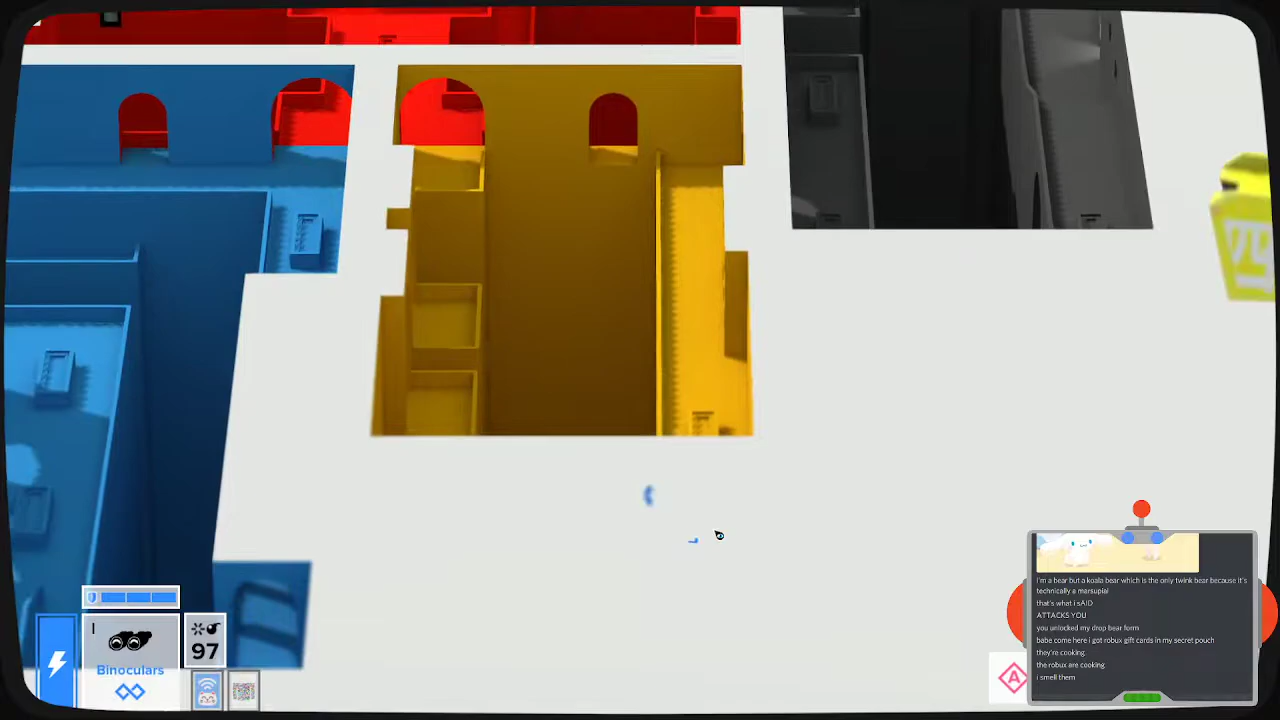 四
I'm a bear but a koala bear which is the only twink bear because it's
technically a marsupial
that's what i sAID
ATTACKS YOU
you unlocked my drop bear form
babe come here i got robux gift cards in my secret pouch
they're cooking
the robux are cooking
i smell them
97
Binoculars
A